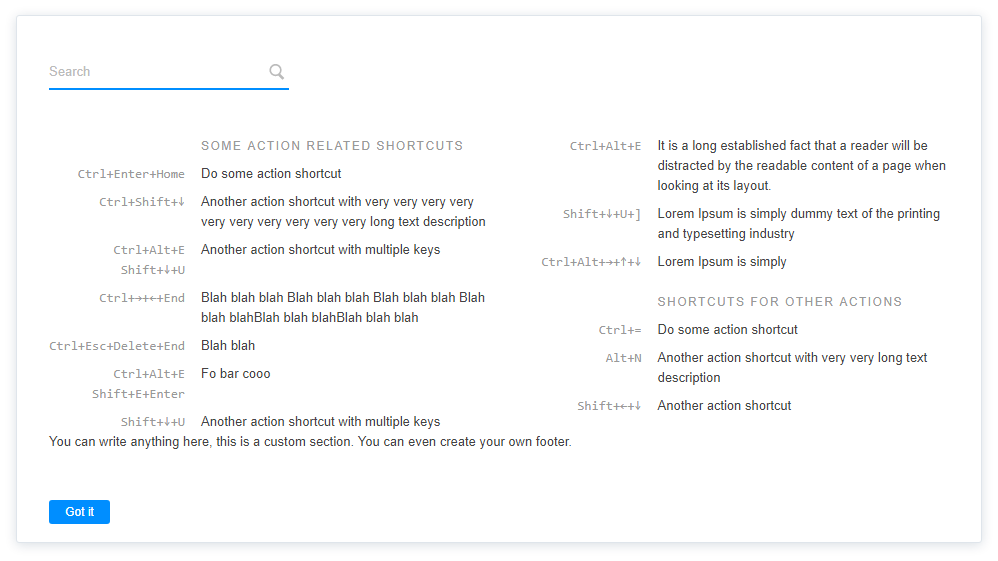 Search
SOME ACTION RELATED SHORTCUTS
Ctrl+Enter+Home Do some action shortcut
Ctrl+Shift+↓ Another action shortcut with very very very very
very very very very very very long text description
Ctrl+Alt+E Another action shortcut with multiple keys
Shift+↓+U
Ctrl+→+←+End Blah blah blah Blah blah blah Blah blah blah Blah
blah blahBlah blah blahBlah blah blah
Ctrl+Esc+Delete+End Blah blah
Ctrl+Alt+E Fo bar cooo
Shift+E+Enter
Shift+↓+U Another action shortcut with multiple keys
Ctrl+Alt+E It is a long established fact that a reader will be
distracted by the readable content of a page when
looking at its layout.
Shift+↓+U+] Lorem Ipsum is simply dummy text of the printing
and typesetting industry
Ctrl+Alt+→+↑+↓ Lorem Ipsum is simply
SHORTCUTS FOR OTHER ACTIONS
Ctrl+= Do some action shortcut
Alt+N Another action shortcut with very very long text
description
Shift+←+↓ Another action shortcut
You can write anything here, this is a custom section. You can even create your own footer.
Got it